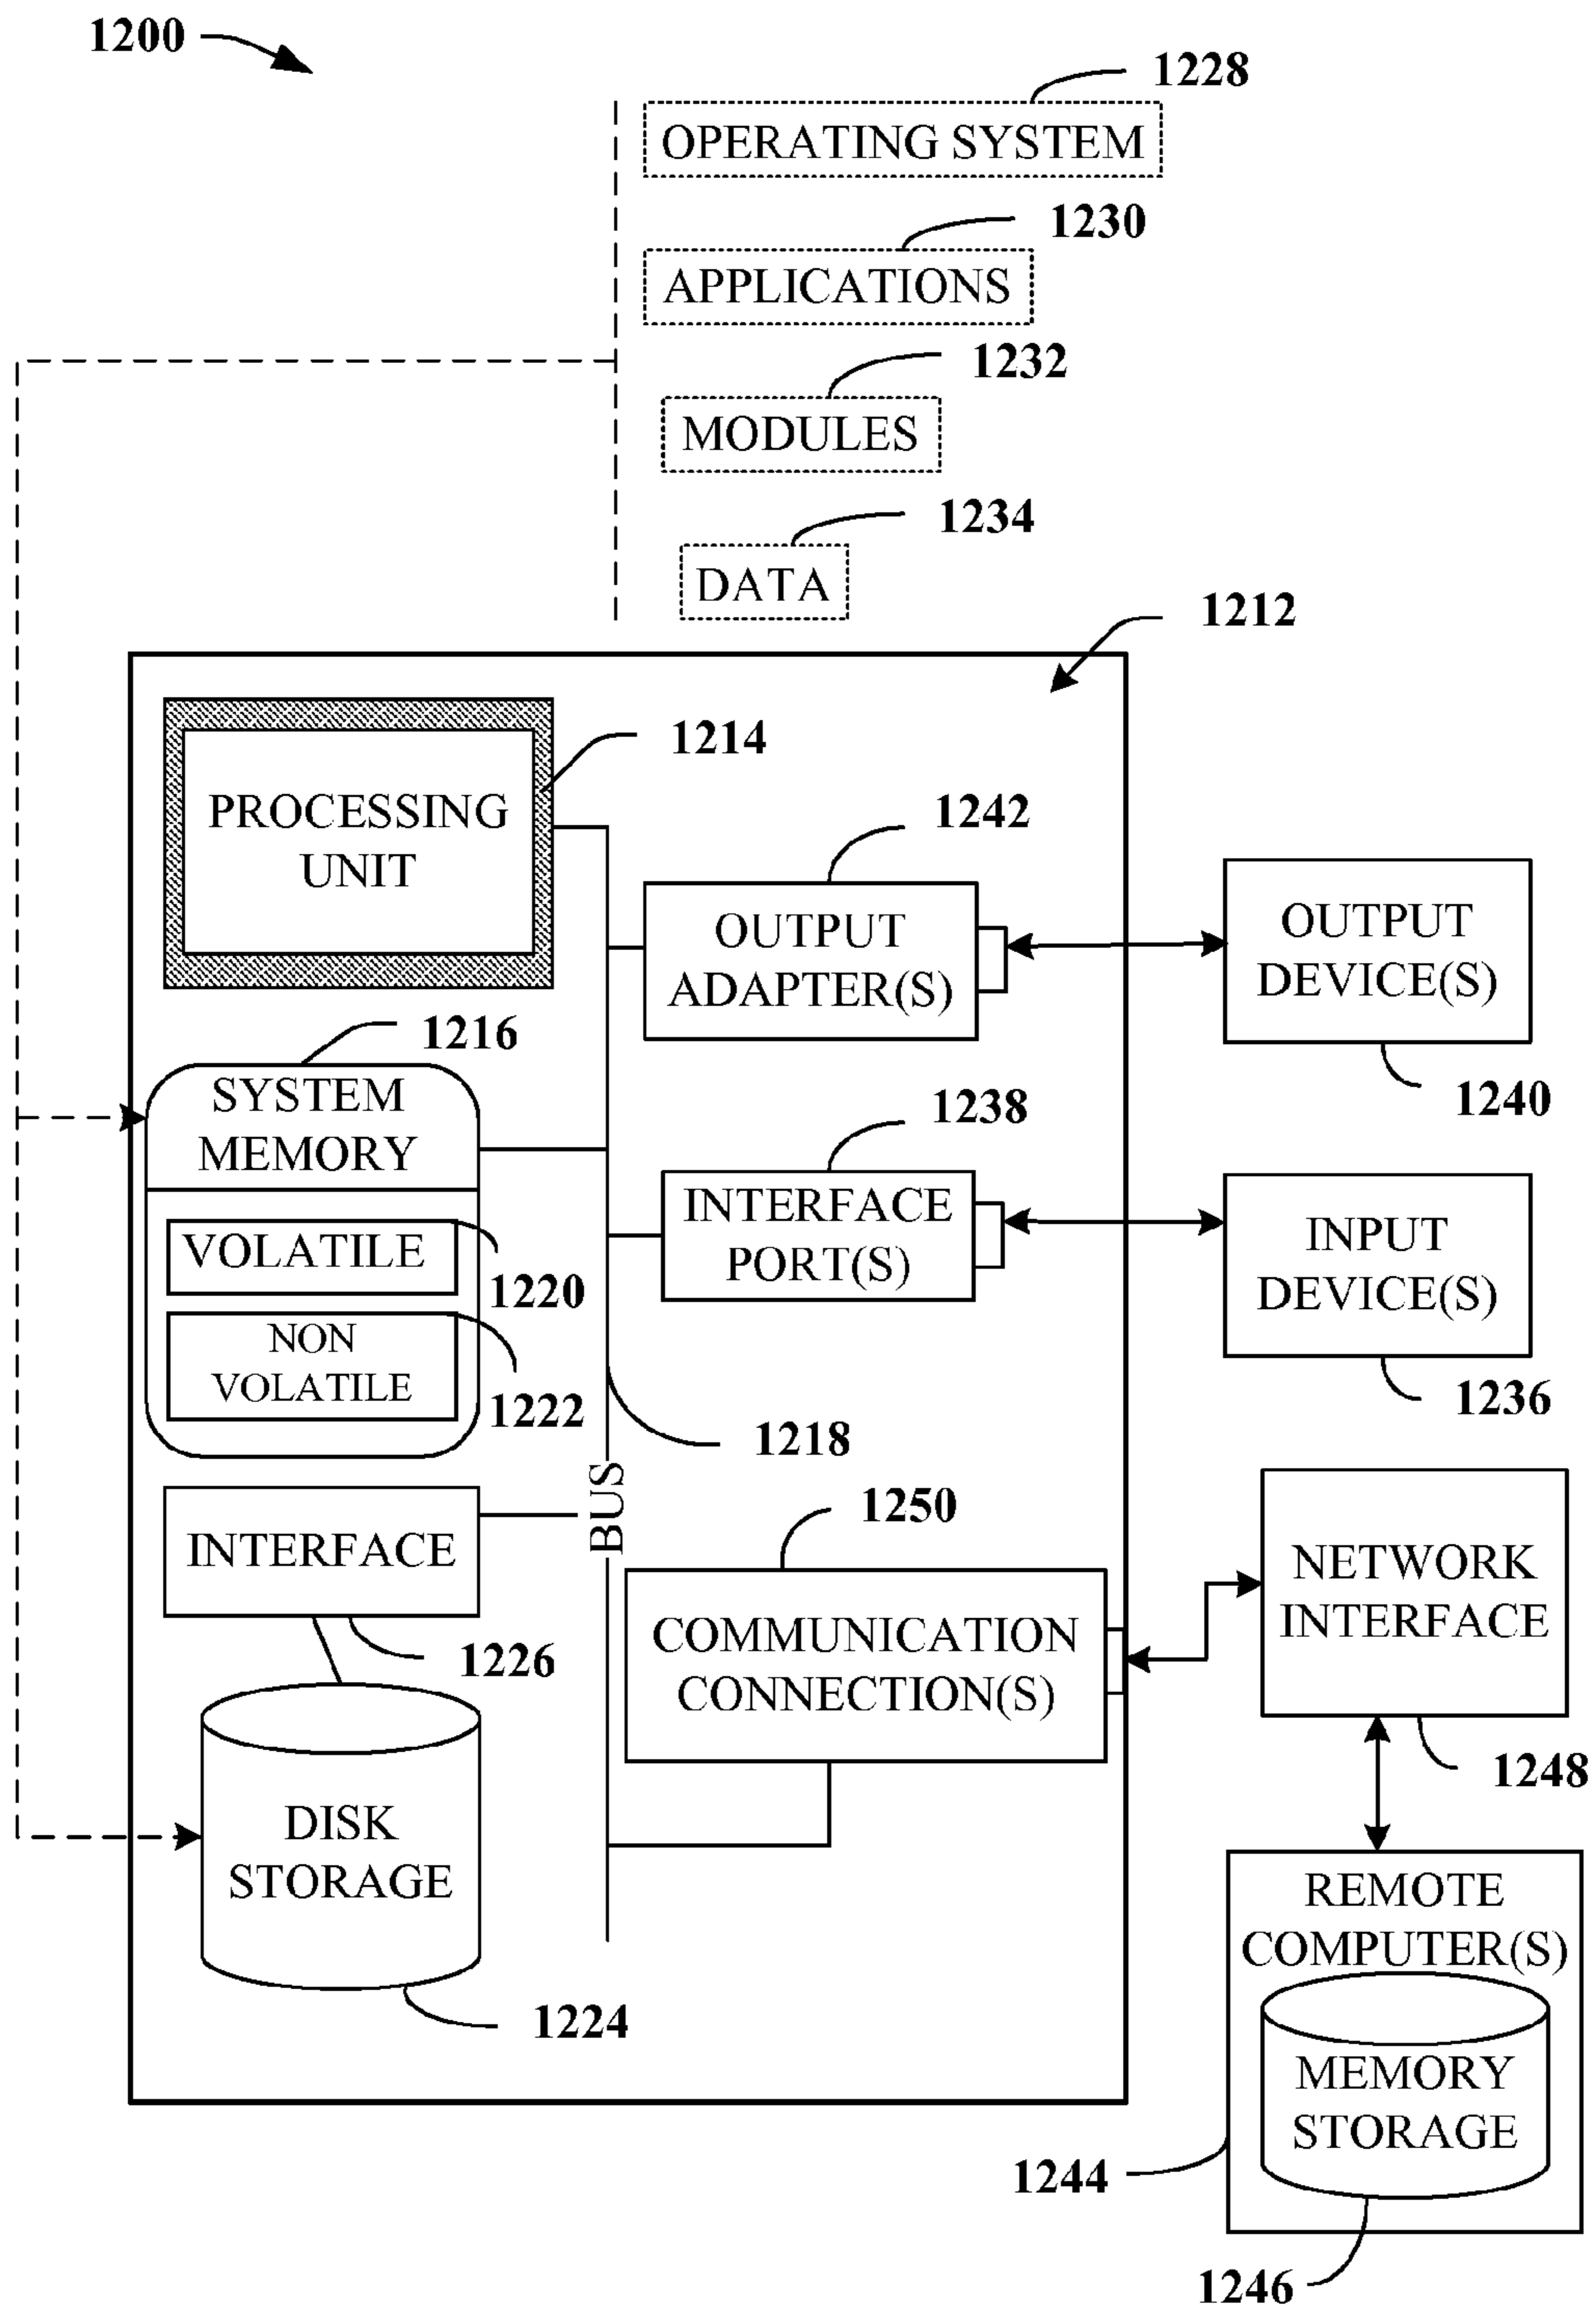 1200
1228
OPERATING SYSTEM
1230
APPLICATIONS
1232
MODULES
1234
DATA
1212
PROCESSING
UNIT
1214
1242
OUTPUT
ADAPTER(S)
OUTPUT
DEVICE(S)
1240
1216
SYSTEM
MEMORY
VOLATILE
1220
NON
VOLATILE
1222
1238
INTERFACE
PORT(S)
INPUT
DEVICE(S)
1236
1218
BUS
INTERFACE
1226
1250
COMMUNICATION
CONNECTION(S)
NETWORK
INTERFACE
1248
DISK
STORAGE
1224
REMOTE
COMPUTER(S)
MEMORY
STORAGE
1244
1246